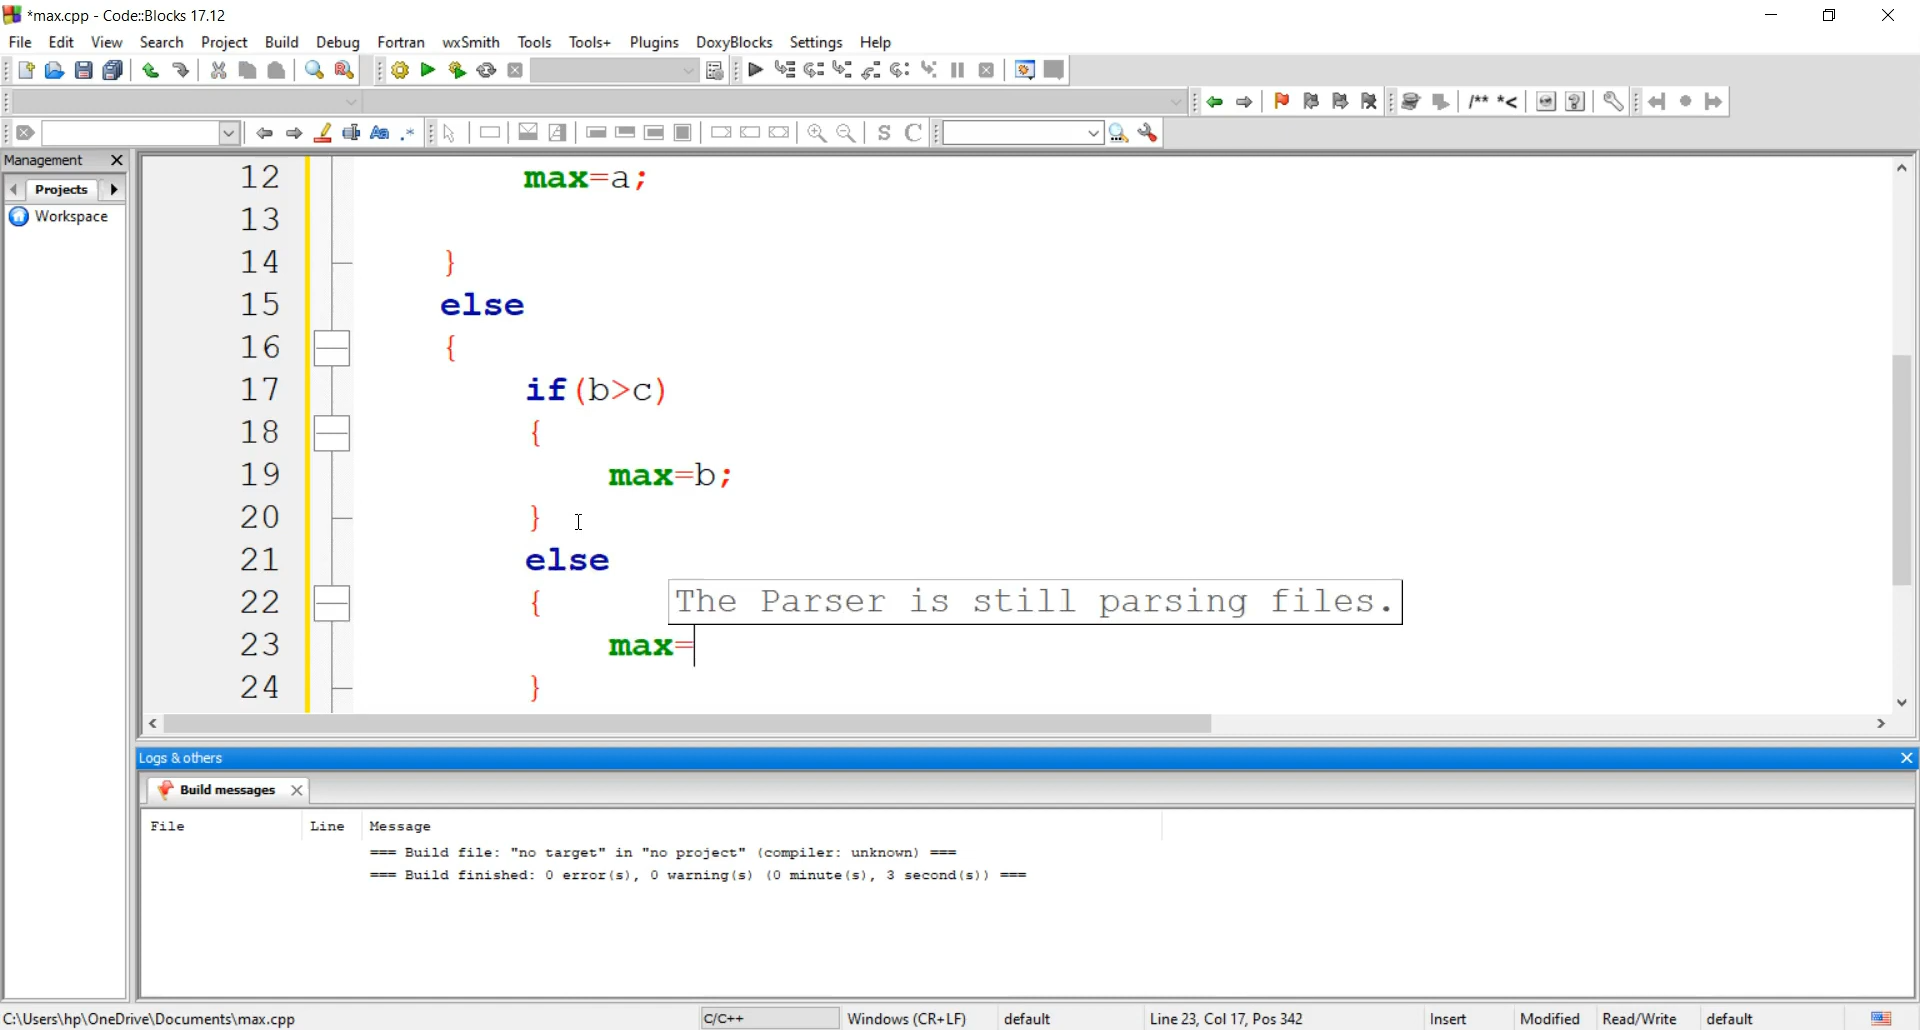 *max.cpp - Code::Blocks 17.12
File Edit View Search Project Build Debug Fortran wxSmith Tools Tools+ Plugins DoxyBlocks Settings Help
/** *<
Aa .*
S C
Management
Projects
Workspace
12 max=a;
13
14 }
15 else
16 {
17 if(b>c)
18 {
19 max=b;
20 }
21 else
22 {
The Parser is still parsing files.
23 max=
24 }
Logs & others
Build messages
File Line Message
=== Build file: "no target" in "no project" (compiler: unknown) ===
=== Build finished: 0 error(s), 0 warning(s) (0 minute(s), 3 second(s)) ===
C:\Users\hp\OneDrive\Documents\max.cpp C/C++ Windows (CR+LF) default Line 23, Col 17, Pos 342 Insert Modified Read/Write default